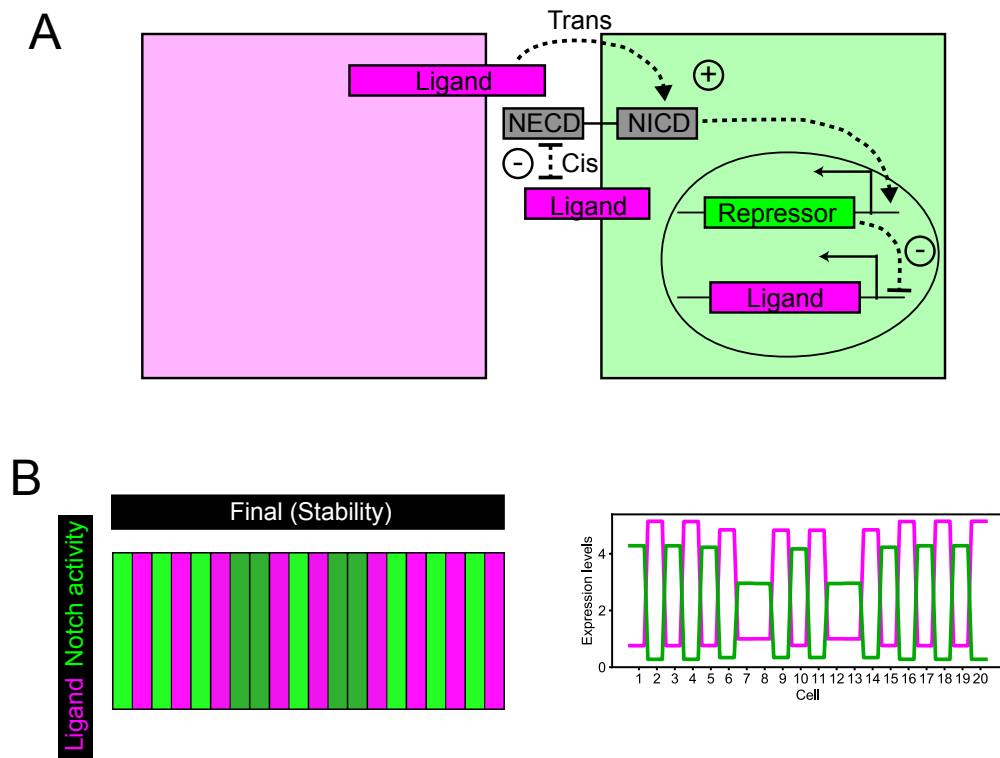 A
Trans
Ligand
+
NECD
NICD
-
Cis
Ligand
Repressor
-
Ligand
B
Final (Stability)
Ligand Notch activity
Expression levels
4
2
0
1 2 3 4 5 6 7 8 9 10 11 12 13 14 15 16 17 18 19 20
Cell